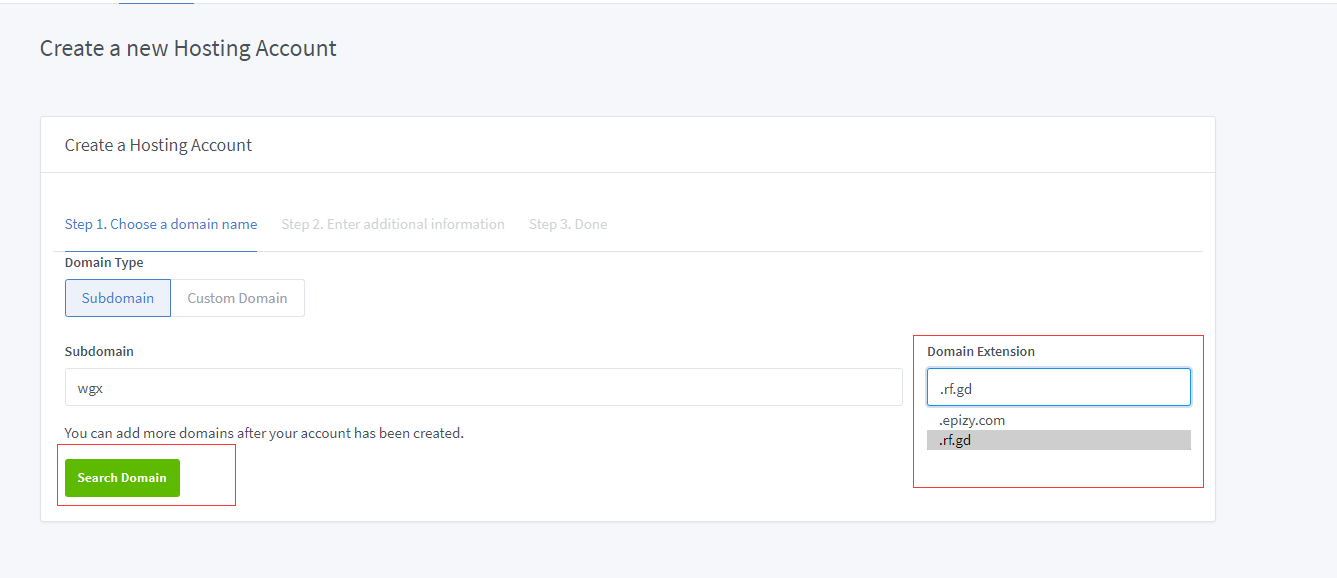 Create a new Hosting Account
Create a Hosting Account
Step 1. Choose a domain name Step 2. Enter additional information Step 3. Done
Domain Type
Subdomain Custom Domain
Subdomain Domain Extension
wgx .rf.gd
.epizy.com
You can add more domains after your account has been created. .rf.gd
Search Domain